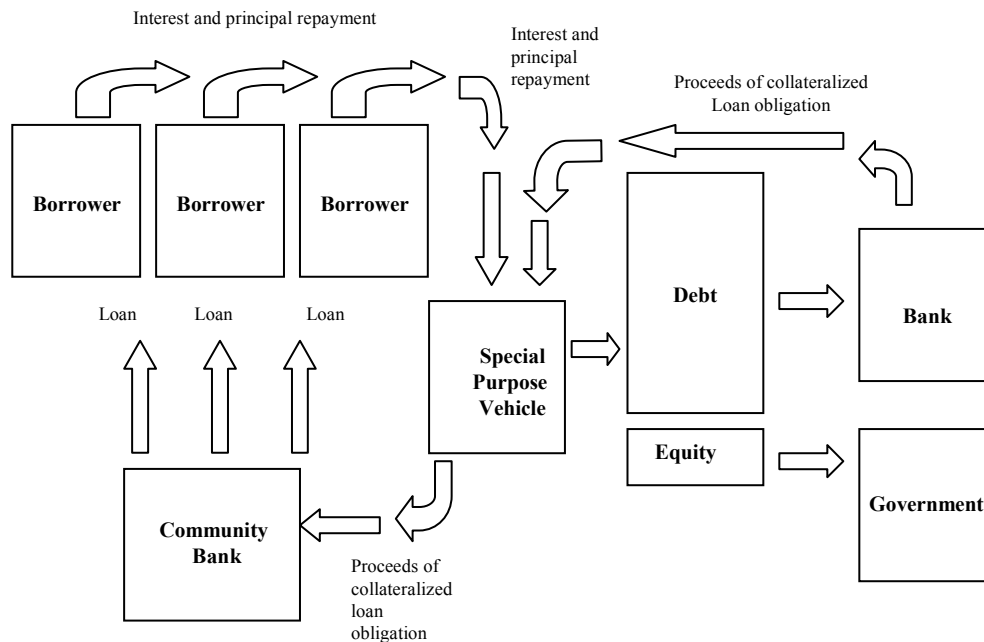 Interest and principal repayment
Interest and
principal
repayment
Proceeds of collateralized
Loan obligation
Borrower
Borrower
Borrower
Debt
Bank
Loan
Loan
Loan
Special
Purpose
Vehicle
Equity
Government
Community
Bank
Proceeds of
collateralized
loan
obligation